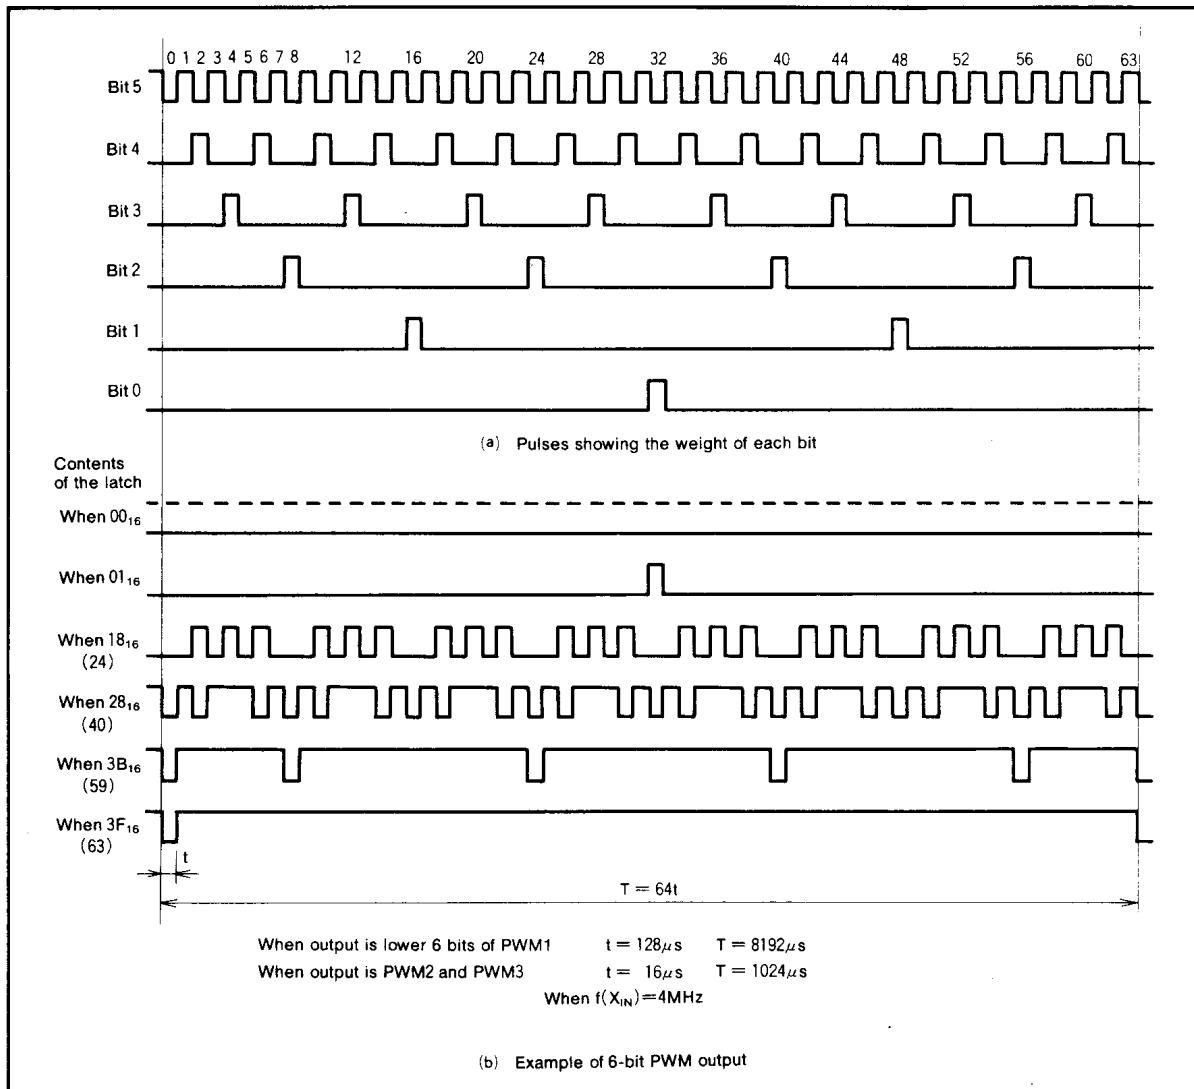 0 1 2 3 4 5 6 7 8 12 16 20 24 28 32 36 40 44 48 52 56 60 63
Bit 5
Bit 4
Bit 3
Bit 2
Bit 1
Bit 0
(a) Pulses showing the weight of each bit
Contents
of the latch
When 00₁₆
When 01₁₆
When 18₁₆
(24)
When 28₁₆
(40)
When 3B₁₆
(59)
When 3F₁₆
(63)
t
T = 64t
When output is lower 6 bits of PWM1 t = 128μs T = 8192μs
When output is PWM2 and PWM3 t = 16μs T = 1024μs
When f(X_IN)=4MHz
(b) Example of 6-bit PWM output